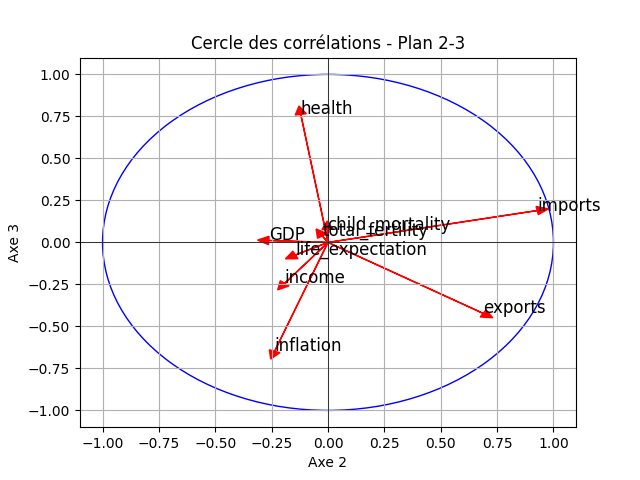 Cercle des corrélations - Plan 2-3
1.00
health
0.75
0.50
0.25
imports
child_mortality
total_fertility
GDP
0.00
life_expectation
income
−0.25
exports
−0.50
inflation
−0.75
−1.00
Axe 3
−1.00 −0.75 −0.50 −0.25 0.00 0.25 0.50 0.75 1.00
Axe 2